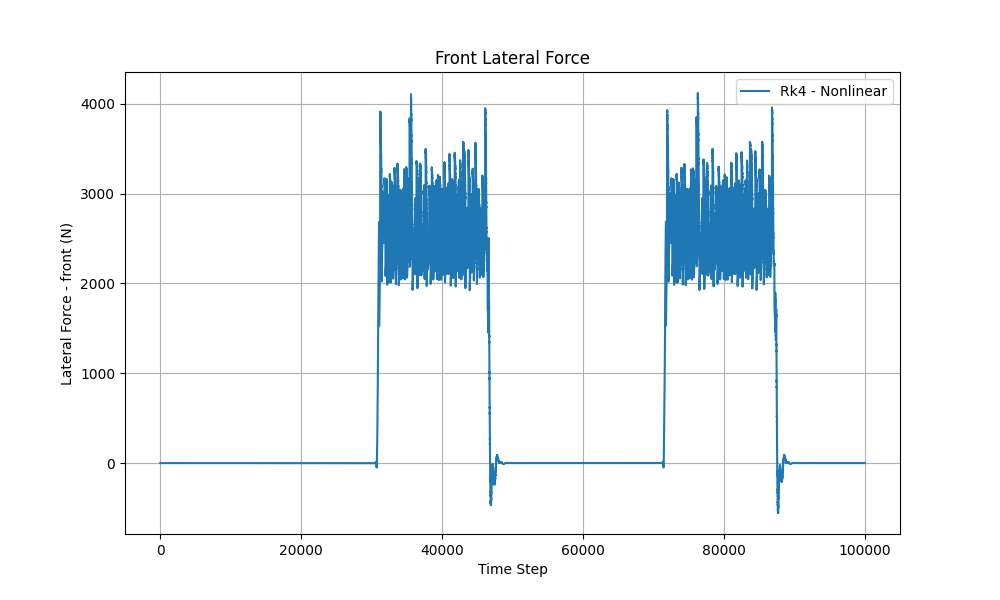 Front Lateral Force
Rk4 - Nonlinear
Lateral Force - front (N)
4000
3000
2000
1000
0
0 20000 40000 60000 80000 100000
Time Step